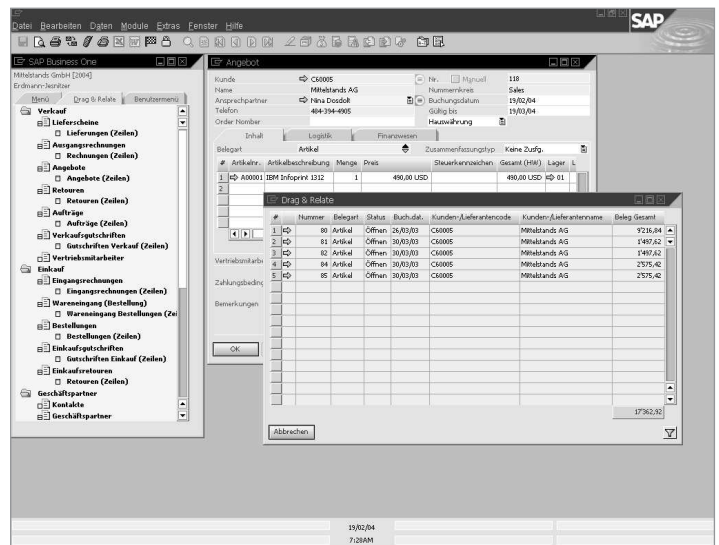 Datei Bearbeiten Daten Module Extras Fenster Hilfe
SAP
SAP Business One
Mittelstands GmbH [2004]
Erdmann-Jesnitzer
Menü Drag & Relate Benutzermenü
Verkauf
Lieferscheine
Lieferungen (Zeilen)
Ausgangsrechnungen
Rechnungen (Zeilen)
Angebote
Angebote (Zeilen)
Retouren
Retouren (Zeilen)
Aufträge
Aufträge (Zeilen)
Verkaufsgutschriften
Gutschriften Verkauf (Zeilen)
Vertriebsmitarbeiter
Einkauf
Eingangsrechnungen
Eingangsrechnungen (Zeilen)
Wareneingang (Bestellung)
Wareneingang Bestellungen (Zei
Bestellungen
Bestellungen (Zeilen)
Einkaufsgutschriften
Gutschriften Einkauf (Zeilen)
Einkaufsretouren
Retouren (Zeilen)
Geschäftspartner
Kontakte
Geschäftspartner
Angebot
Kunde C60005 Nr. Manuell 118
Name Mittelstands AG Nummernkreis Sales
Ansprechpartner Nina Dosdolt Buchungsdatum 19/02/04
Telefon 404-394-4905 Gültig bis 19/03/04
Order Nomber Hauswährung
Inhalt Logistik Finanzwesen
Belegart Artikel Zusammenfassungstyp Keine Zusfg.
# Artikelnr. Artikelbeschreibung Menge Preis Steuerkennzeichen Gesamt (HW) Lager L
1 A00001 IBM Infoprint 1312 1 490,00 USD 490,00 USD 01
2
Vertriebsmitarbe
Zahlungsbeding
Bemerkungen
OK
Drag & Relate
# Nummer Belegart Status Buch.dat. Kunden-/Lieferantencode Kunden-/Lieferantenname Beleg Gesamt
1 80 Artikel Öffnen 26/03/03 C60005 Mittelstands AG 9'216,84
2 81 Artikel Öffnen 30/03/03 C60005 Mittelstands AG 1'497,62
3 82 Artikel Öffnen 30/03/03 C60005 Mittelstands AG 1'497,62
4 84 Artikel Öffnen 30/03/03 C60005 Mittelstands AG 2'575,42
5 85 Artikel Öffnen 30/03/03 C60005 Mittelstands AG 2'575,42
17'362,92
Abbrechen
19/02/04
7:28AM